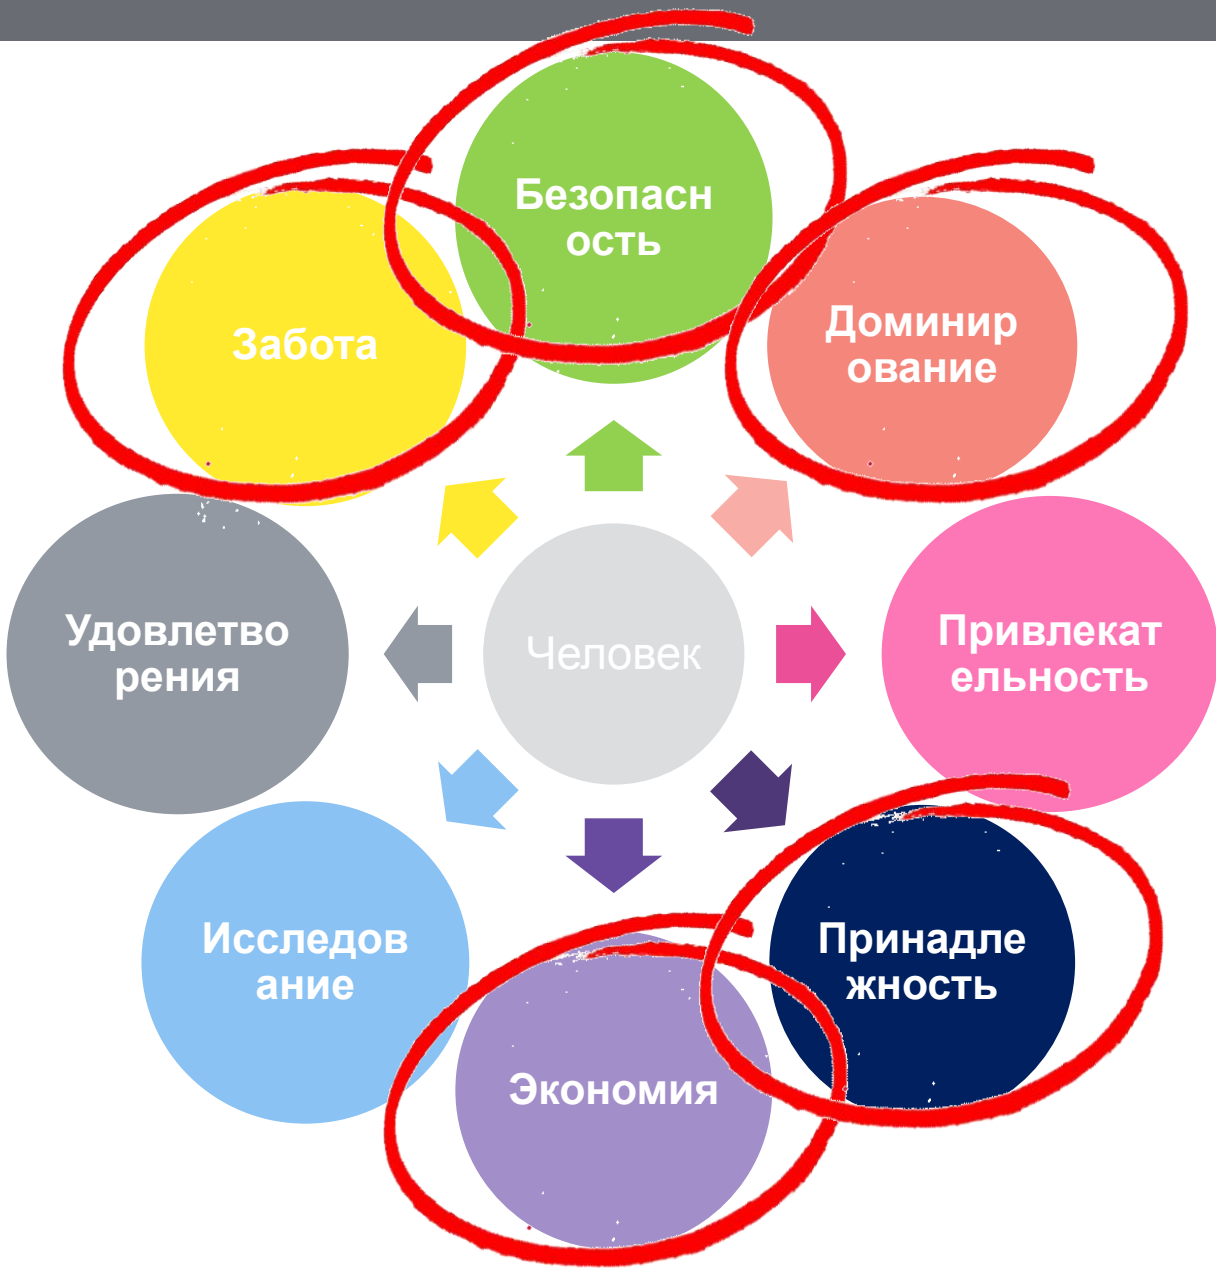 Безопасн
ость
Забота
Доминир
ование
Удовлетво
рения
Человек
Привлекат
ельность
Исследов
ание
Принадле
жность
Экономия